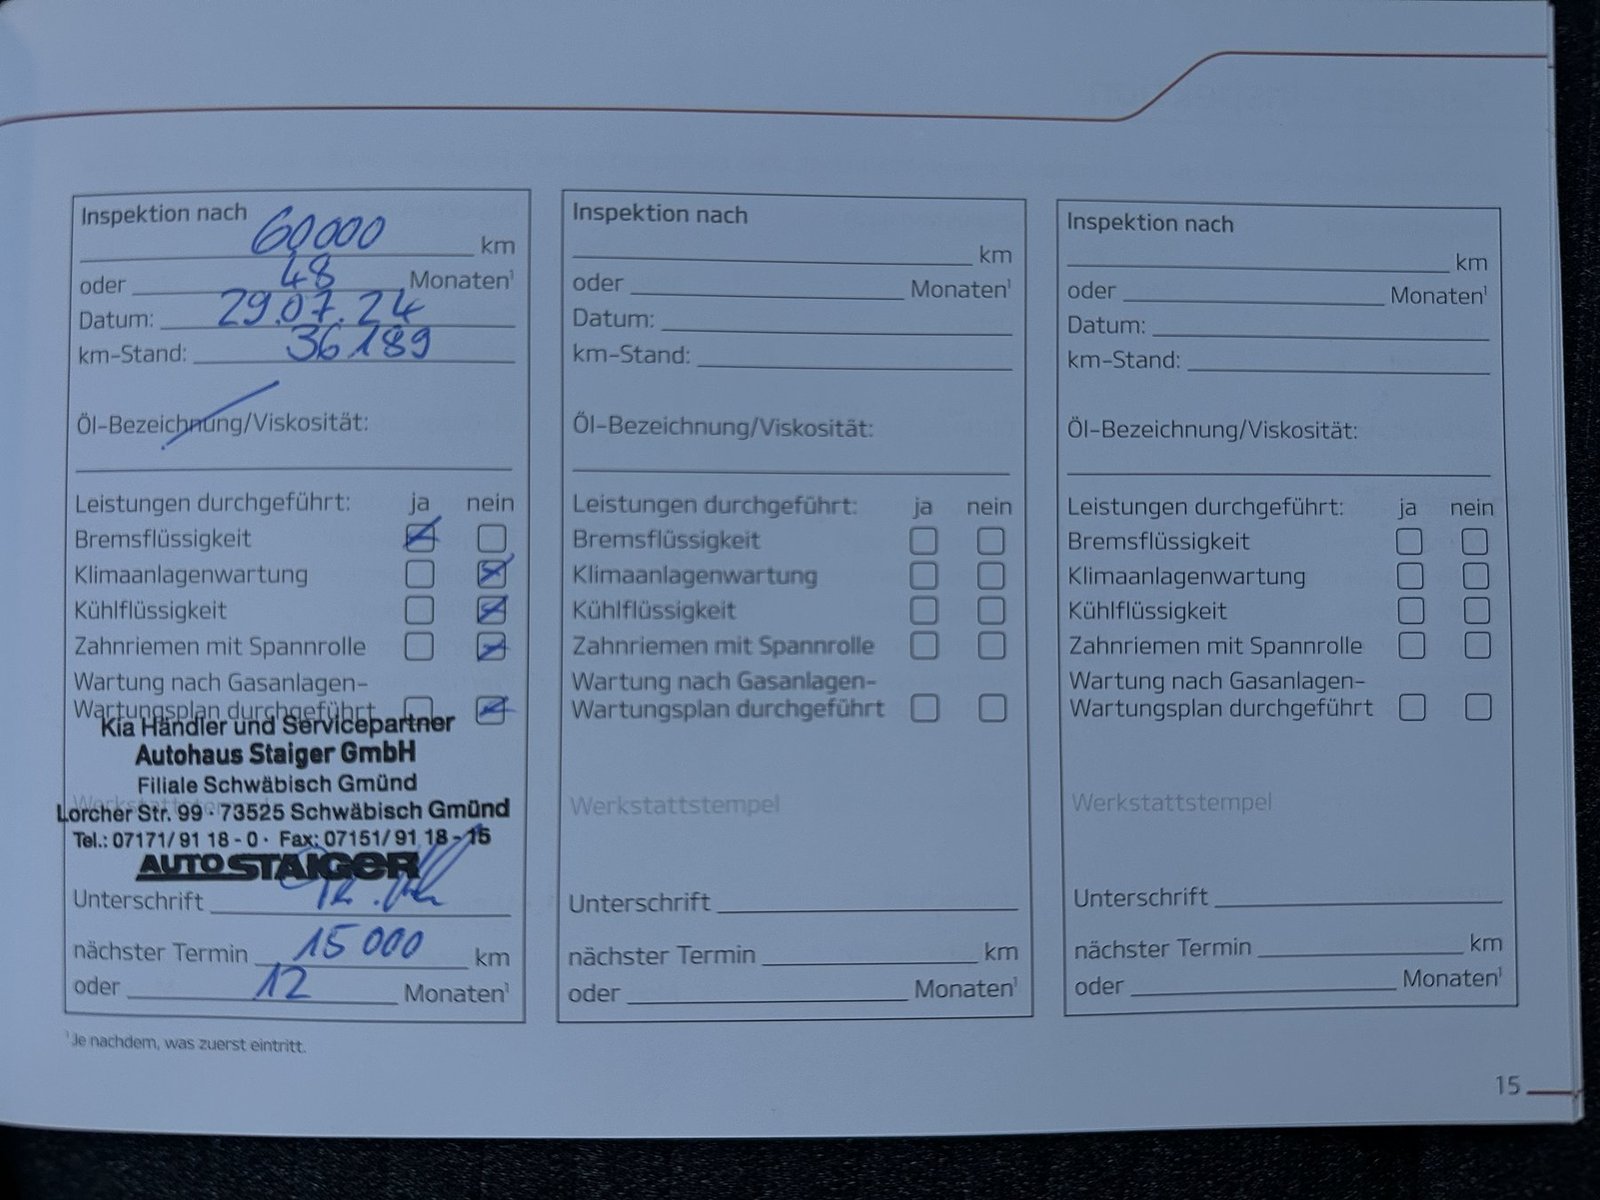 Inspektion nach
60000 km
oder 48 Monaten¹
Datum: 29.07.24
km-Stand: 36189
Öl-Bezeichnung/Viskosität:
Leistungen durchgeführt: ja nein
Bremsflüssigkeit
Klimaanlagenwartung
Kühlflüssigkeit
Zahnriemen mit Spannrolle
Wartung nach Gasanlagen-
Wartungsplan durchgeführt
Kia Händler und Servicepartner
Autohaus Staiger GmbH
Filiale Schwäbisch Gmünd
Werkstattstempel
Lorcher Str. 99 · 73525 Schwäbisch Gmünd
Tel.: 07171/ 91 18 - 0 · Fax: 07151/ 91 18 - 15
AUTO STAIGER
Unterschrift
nächster Termin 15 000 km
oder 12 Monaten¹
¹Je nachdem, was zuerst eintritt.
Inspektion nach
km
oder Monaten¹
Datum:
km-Stand:
Öl-Bezeichnung/Viskosität:
Leistungen durchgeführt: ja nein
Bremsflüssigkeit
Klimaanlagenwartung
Kühlflüssigkeit
Zahnriemen mit Spannrolle
Wartung nach Gasanlagen-
Wartungsplan durchgeführt
Werkstattstempel
Unterschrift
nächster Termin km
oder Monaten¹
Inspektion nach
km
oder Monaten¹
Datum:
km-Stand:
Öl-Bezeichnung/Viskosität:
Leistungen durchgeführt: ja nein
Bremsflüssigkeit
Klimaanlagenwartung
Kühlflüssigkeit
Zahnriemen mit Spannrolle
Wartung nach Gasanlagen-
Wartungsplan durchgeführt
Werkstattstempel
Unterschrift
nächster Termin km
oder Monaten¹
15